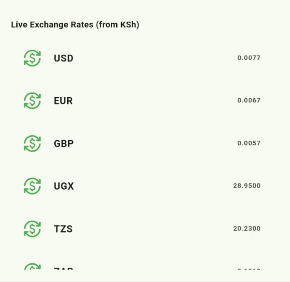 Live Exchange Rates (from KSh)
USD 0.0077
EUR 0.0067
GBP 0.0057
UGX 28.9500
TZS 20.2300